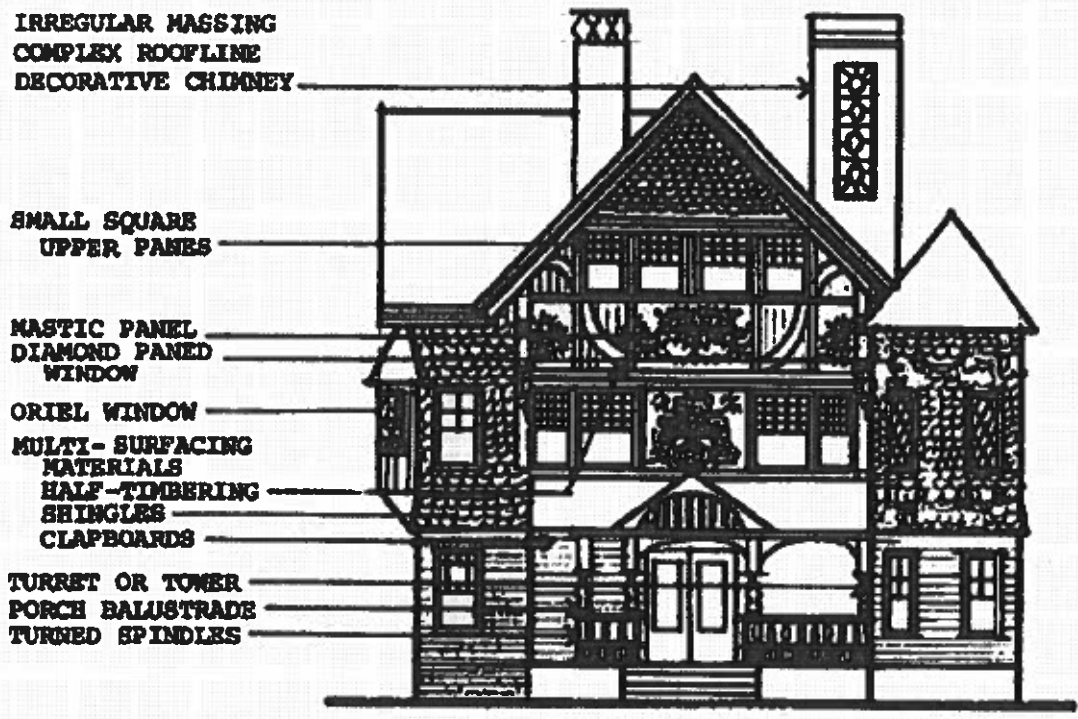 IRREGULAR MASSING
COMPLEX ROOFLINE
DECORATIVE CHIMNEY
SMALL SQUARE
UPPER PANES
MASTIC PANEL
DIAMOND PANED
WINDOW
ORIEL WINDOW
MULTI-SURFACING
MATERIALS
HALF-TIMBERING
SHINGLES
CLAPBOARDS
TURRET OR TOWER
PORCH BALUSTRADE
TURNED SPINDLES